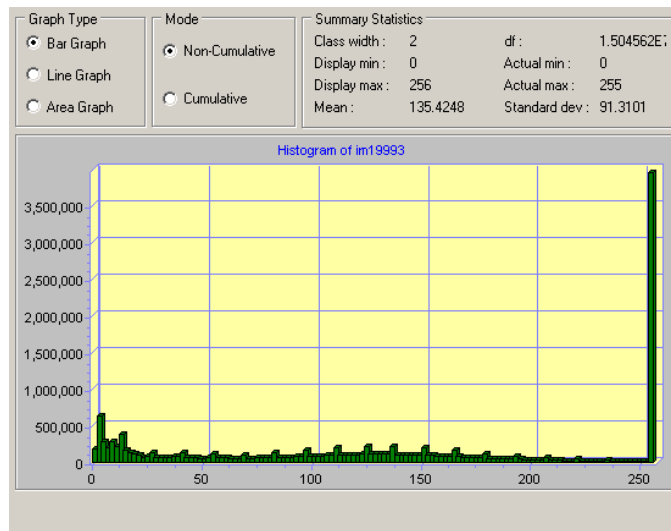 Graph Type
Bar Graph
Line Graph
Area Graph
Mode
Non-Cumulative
Cumulative
Summary Statistics
Class width : 2 df : 1.504562E7
Display min : 0 Actual min : 0
Display max : 256 Actual max : 255
Mean : 135.4248 Standard dev : 91.3101
Histogram of im19993
3,500,000
3,000,000
2,500,000
2,000,000
1,500,000
1,000,000
500,000
0
0 50 100 150 200 250